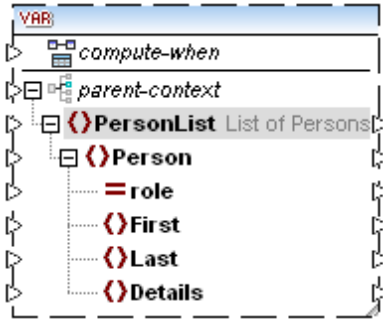 VAR
compute-when
parent-context
PersonList List of Persons
Person
role
First
Last
Details